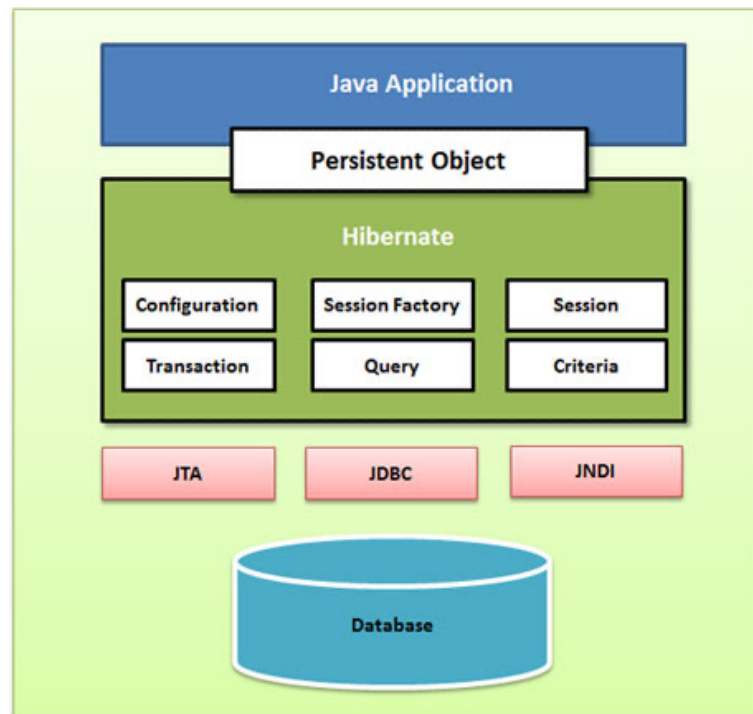 Java Application
Persistent Object
Hibernate
Configuration
Session Factory
Session
Transaction
Query
Criteria
JTA
JDBC
JNDI
Database